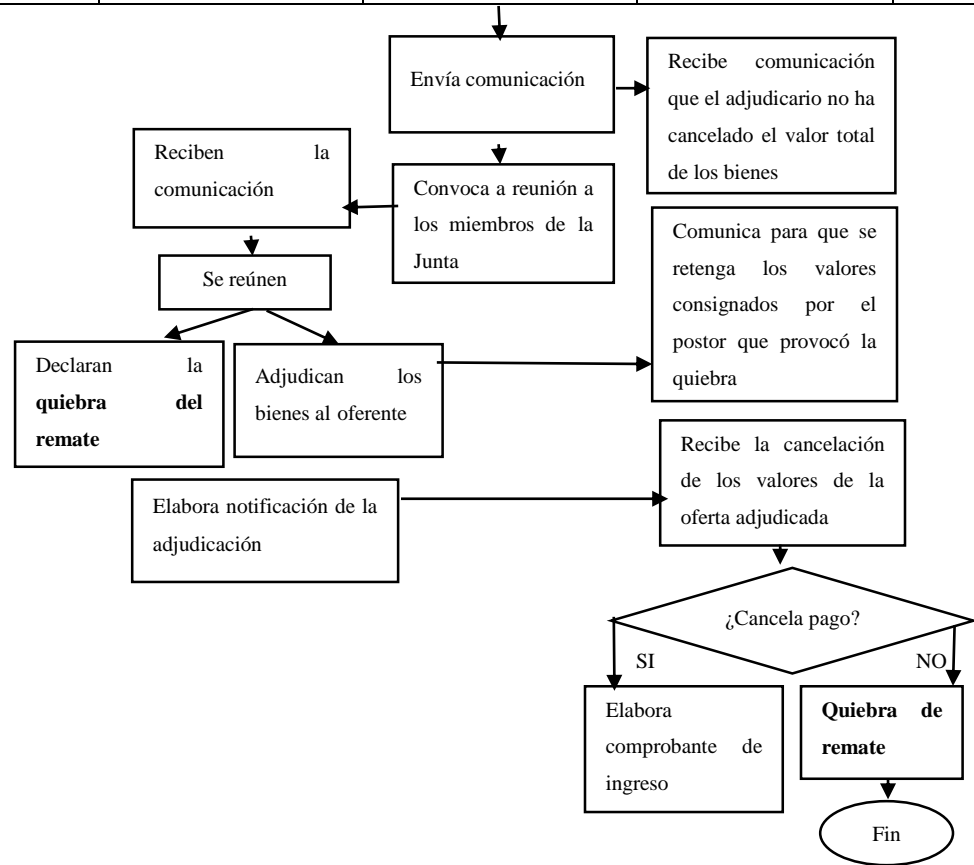 Envía comunicación
Recibe comunicación
que el adjudicario no ha
cancelado el valor total
de los bienes
Reciben la
comunicación
Convoca a reunión a
los miembros de la
Junta
Comunica para que se
retenga los valores
consignados por el
postor que provocó la
quiebra
Se reúnen
Declaran la
quiebra del
remate
Adjudican los
bienes al oferente
Recibe la cancelación
de los valores de la
oferta adjudicada
Elabora notificación de la
adjudicación
¿Cancela pago?
SI
NO
Elabora
comprobante de
ingreso
Quiebra de
remate
Fin